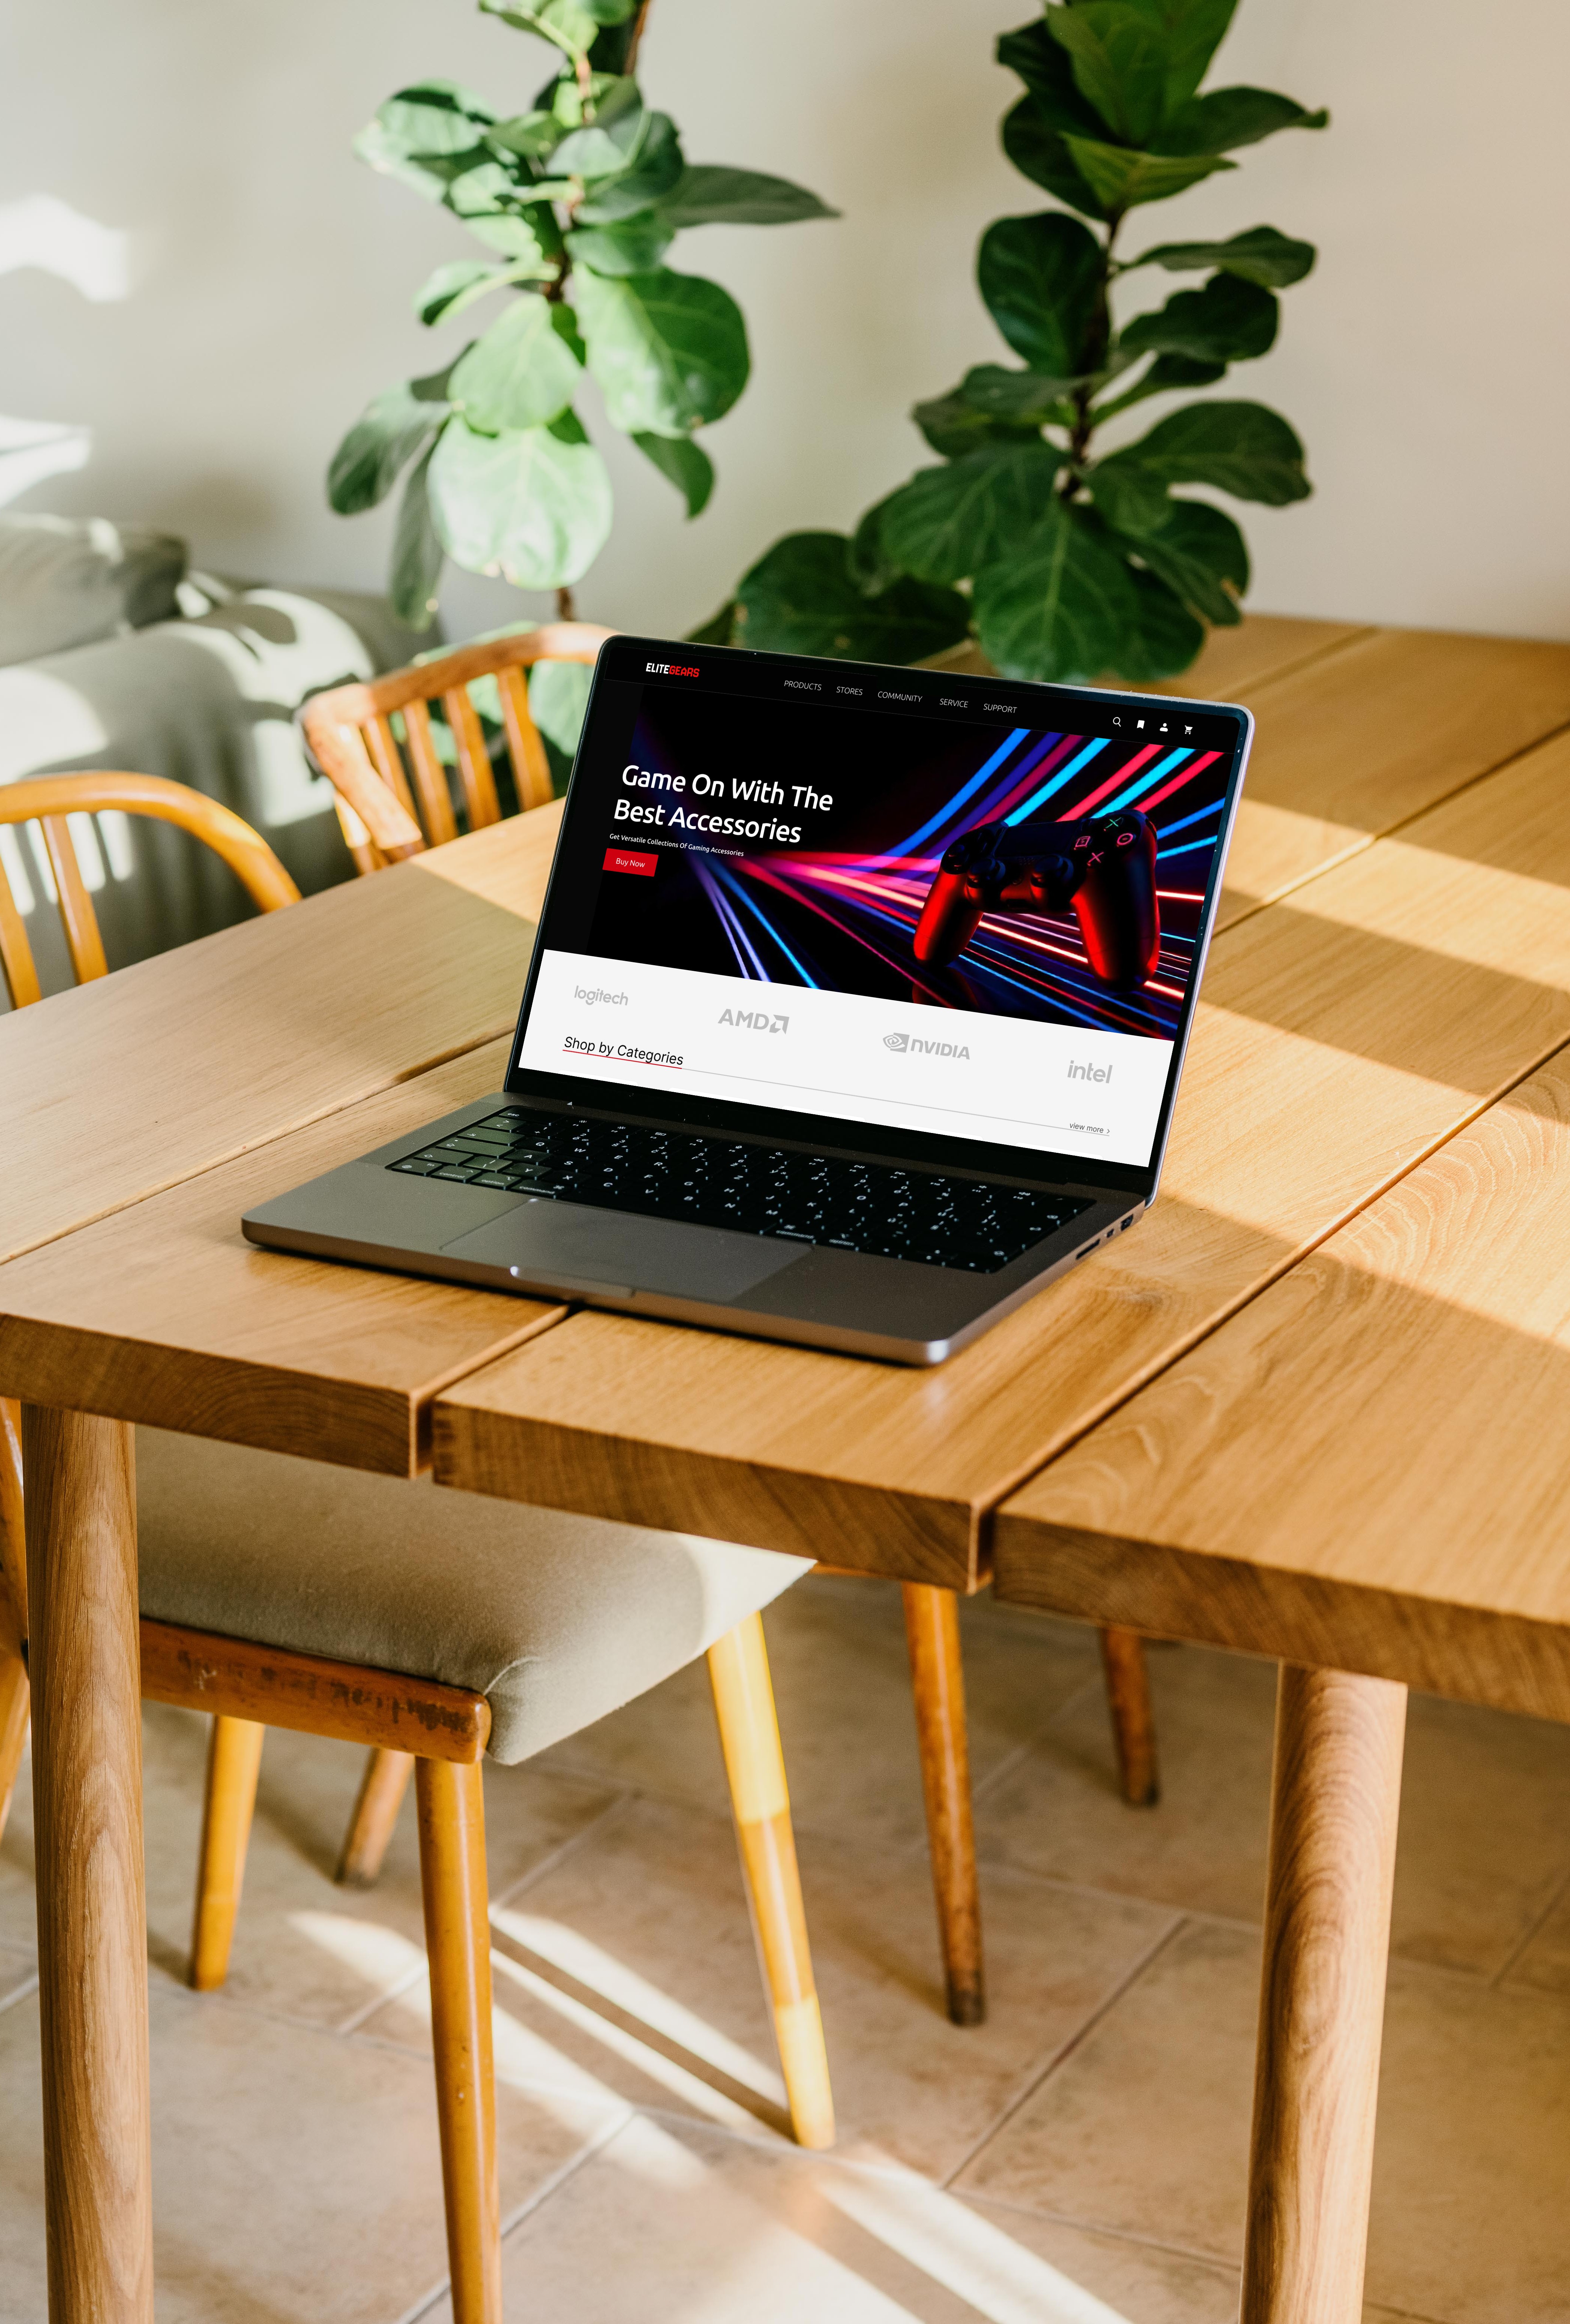 ELITEGEARS
PRODUCTS STORES COMMUNITY SERVICE SUPPORT
Game On With The
Best Accessories
Get Versatile Collections Of Gaming Accessories
Buy Now
logitech
AMD
NVIDIA
intel
Shop by Categories
view more >